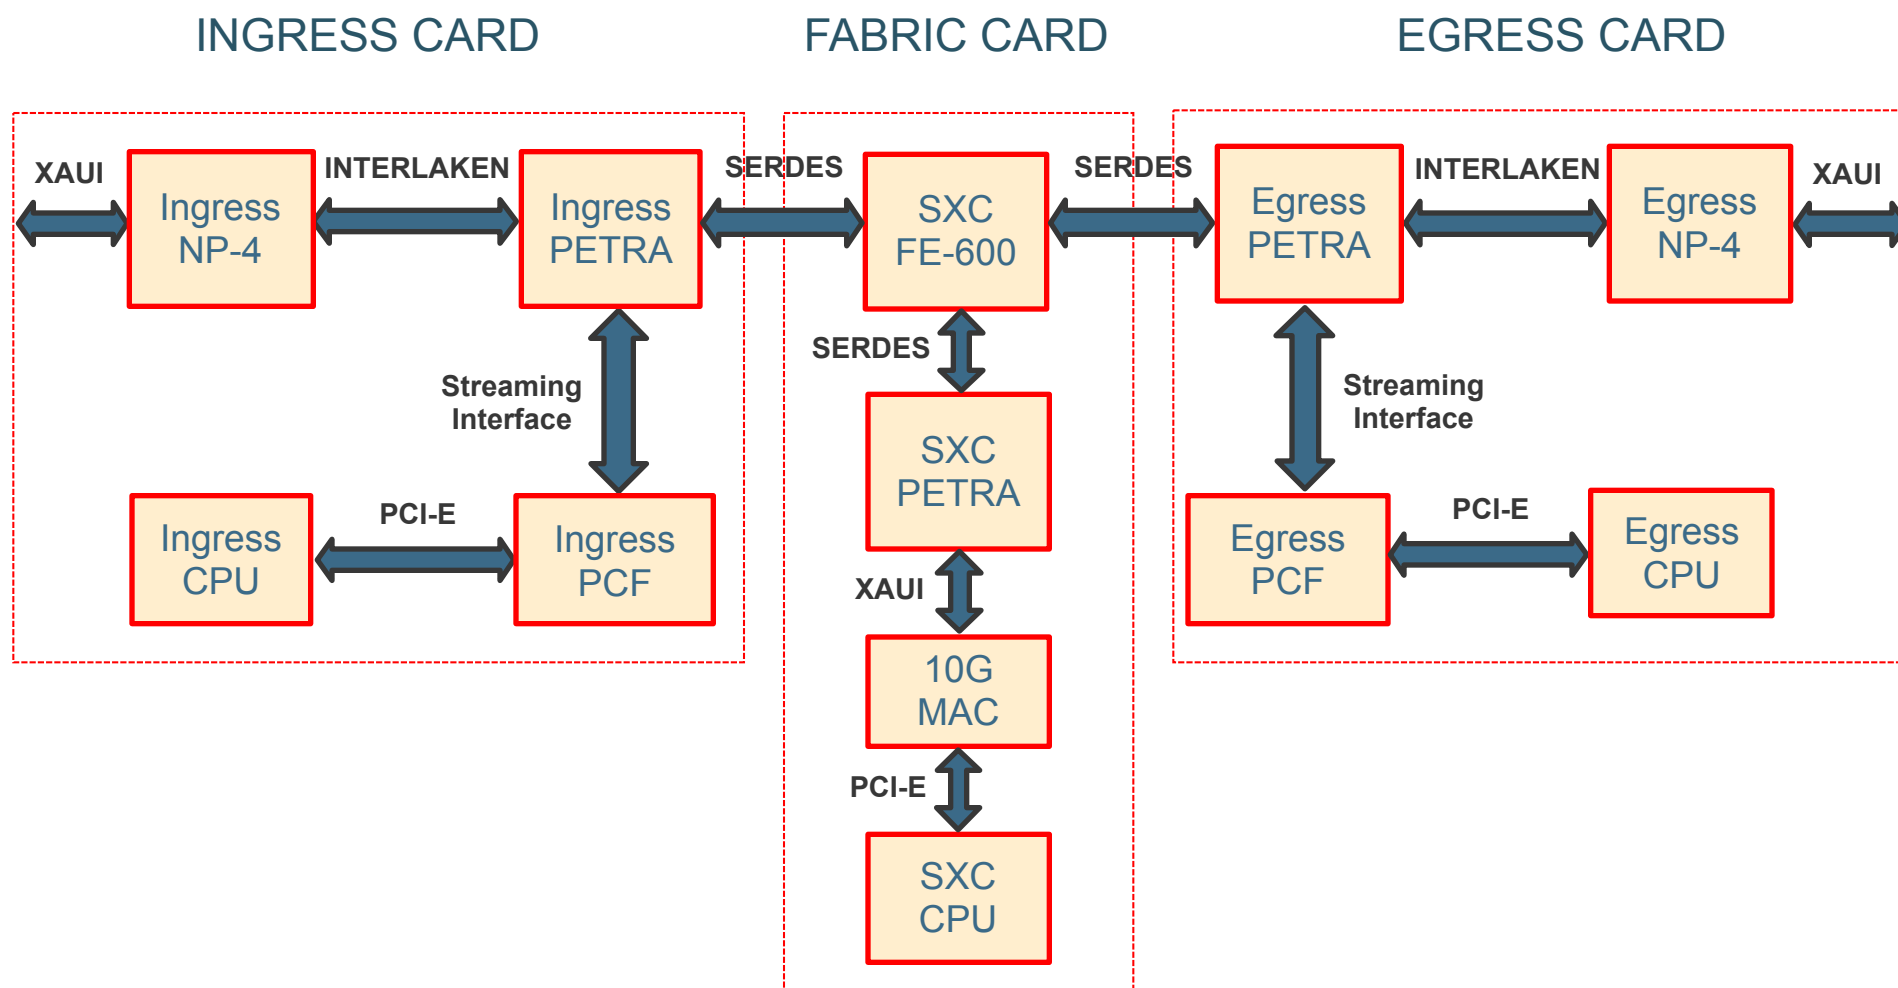 INGRESS CARD
FABRIC CARD
EGRESS CARD
XAUI
Ingress
NP-4
INTERLAKEN
Ingress
PETRA
SERDES
SXC
FE-600
SERDES
Egress
PETRA
INTERLAKEN
Egress
NP-4
XAUI
Streaming
Interface
SERDES
Streaming
Interface
SXC
PETRA
Ingress
CPU
PCI-E
Ingress
PCF
Egress
PCF
PCI-E
Egress
CPU
XAUI
10G
MAC
PCI-E
SXC
CPU